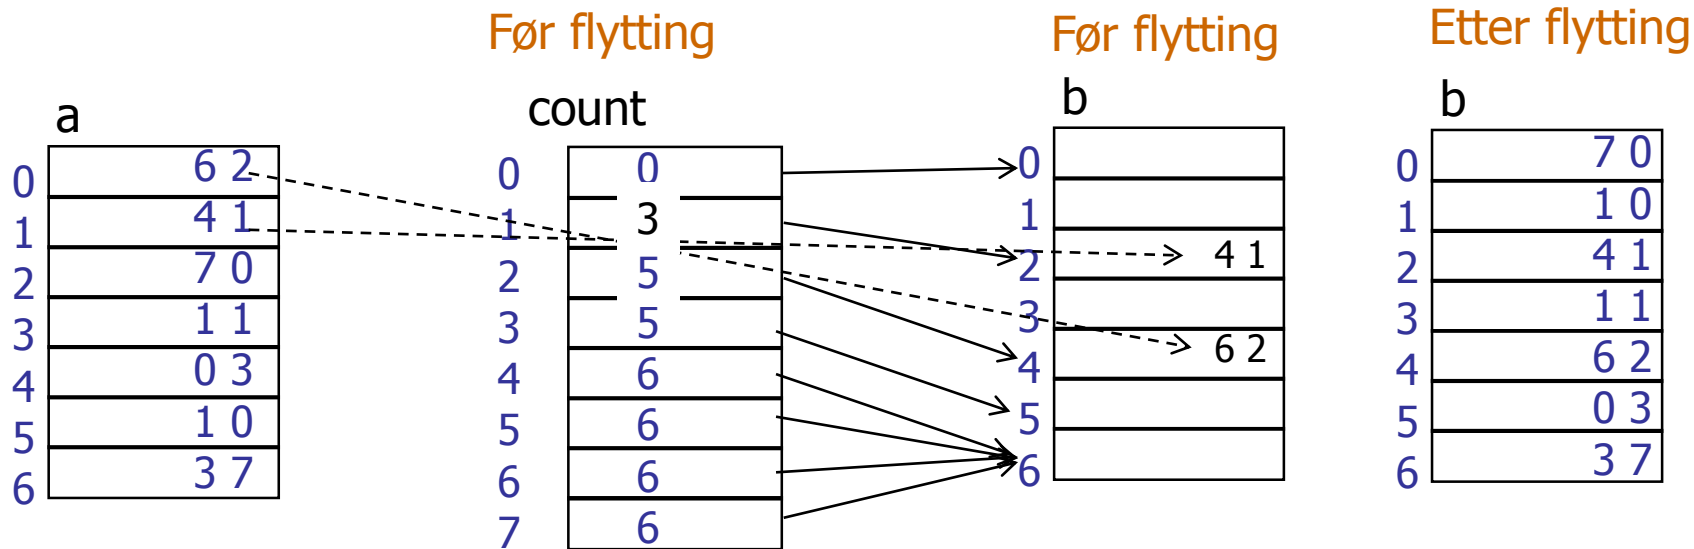 Før flytting
Før flytting
Etter flytting
a
count
b
b
0 6 2
1 4 1
2 7 0
3 1 1
4 0 3
5 1 0
6 3 7
0 0
1 3
2 5
3 5
4 6
5 6
6 6
7 6
0
1
2 4 1
3
4 6 2
5
6
0 7 0
1 1 0
2 4 1
3 1 1
4 6 2
5 0 3
6 3 7